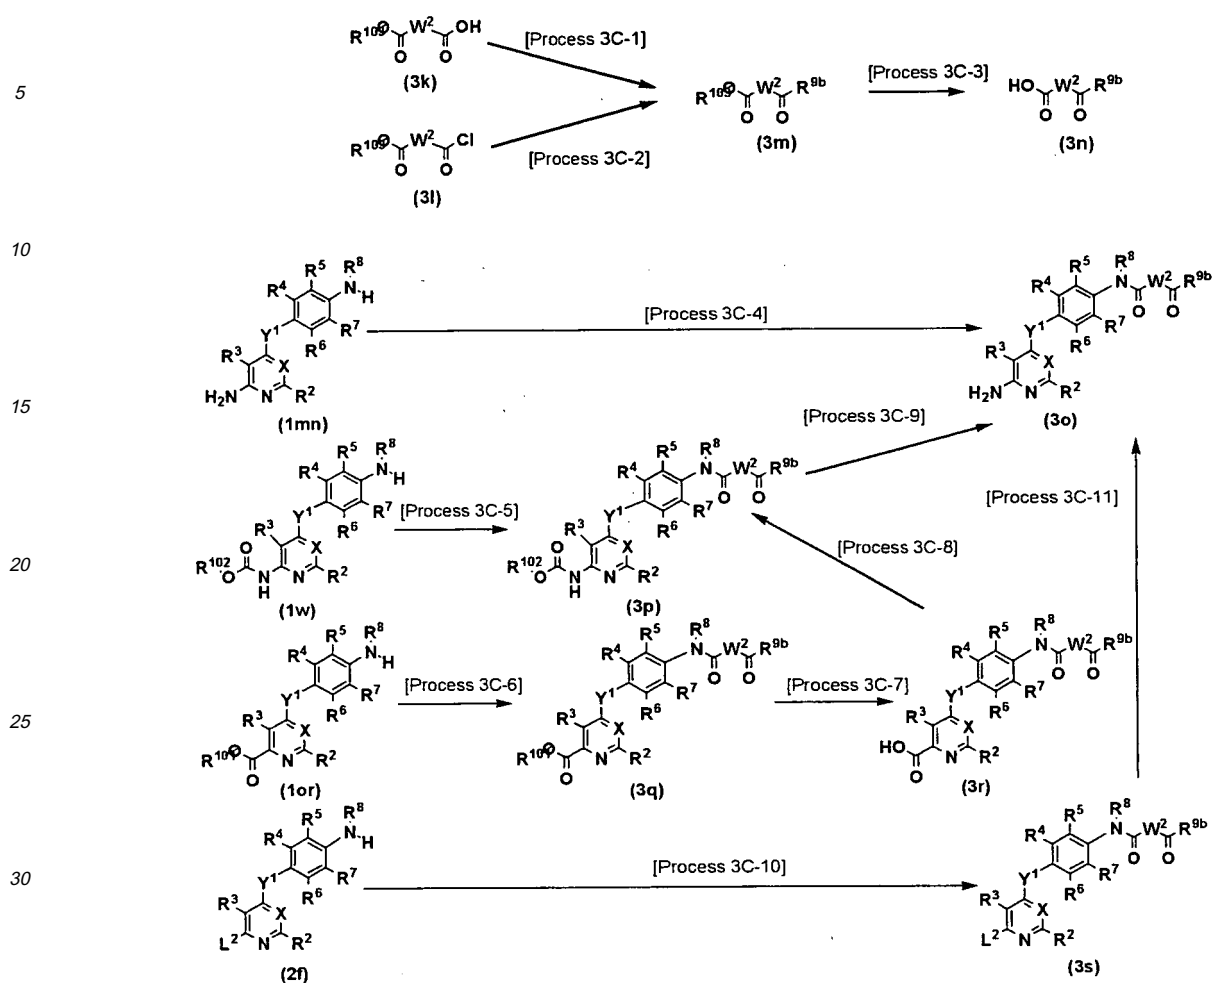 R¹⁰³ O W² OH O O
(3k)
[Process 3C-1]
R¹⁰³ O W² Cl O O
(3l)
[Process 3C-2]
5
R¹⁰³ O W² R⁹ᵇ O O
(3m)
[Process 3C-3]
HO W² R⁹ᵇ O O
(3n)
10
R⁵ R⁸ R⁴ N H Y¹ R⁷ R³ R⁶ X H₂N N R²
(1mn)
[Process 3C-4]
R⁵ R⁸ R⁴ N W² R⁹ᵇ O O Y¹ R⁷ R³ R⁶ X H₂N N R²
(3o)
15
[Process 3C-9]
R⁵ R⁸ R⁴ N H Y¹ R⁷ R³ R⁶ O X R¹⁰² O N H N R²
(1w)
[Process 3C-5]
R⁵ R⁸ R⁴ N W² R⁹ᵇ O O Y¹ R⁷ R³ R⁶ O X R¹⁰² O N H N R²
(3p)
[Process 3C-8]
[Process 3C-11]
20
R⁵ R⁸ R⁴ N H Y¹ R⁷ R³ R⁶ X R¹⁰¹ O O N R²
(1or)
[Process 3C-6]
R⁵ R⁸ R⁴ N W² R⁹ᵇ O O Y¹ R⁷ R³ R⁶ X R¹⁰¹ O O N R²
(3q)
[Process 3C-7]
R⁵ R⁸ R⁴ N W² R⁹ᵇ O O Y¹ R⁷ R³ R⁶ X HO O N R²
(3r)
25
R⁵ R⁸ R⁴ N H Y¹ R⁷ R³ R⁶ X L² N R²
(2f)
[Process 3C-10]
R⁵ R⁸ R⁴ N W² R⁹ᵇ O O Y¹ R⁷ R³ R⁶ X L² N R²
(3s)
30